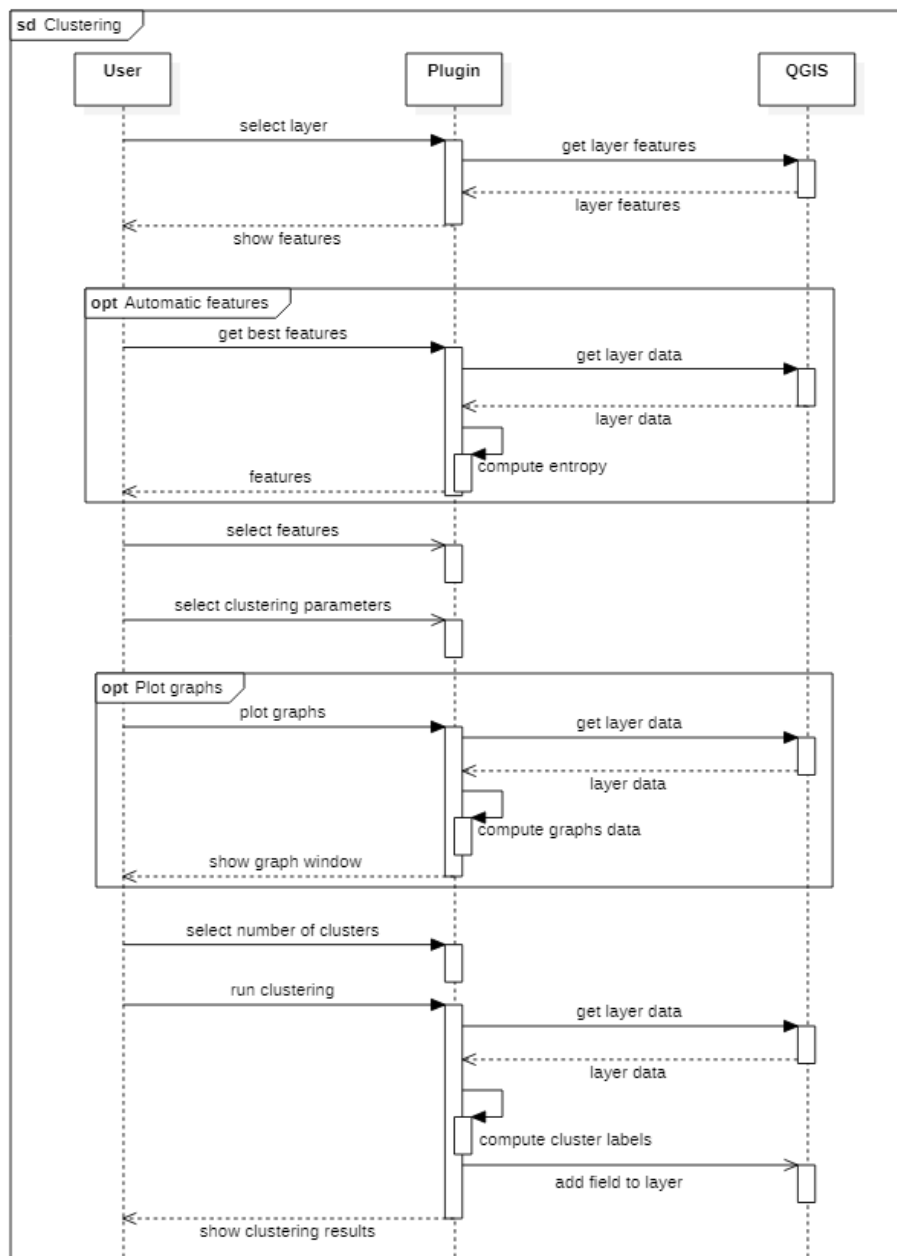 sd Clustering
User
Plugin
QGIS
select layer
get layer features
layer features
show features
opt Automatic features
get best features
get layer data
layer data
compute entropy
features
select features
select clustering parameters
opt Plot graphs
plot graphs
get layer data
layer data
compute graphs data
show graph window
select number of clusters
run clustering
get layer data
layer data
compute cluster labels
add field to layer
show clustering results